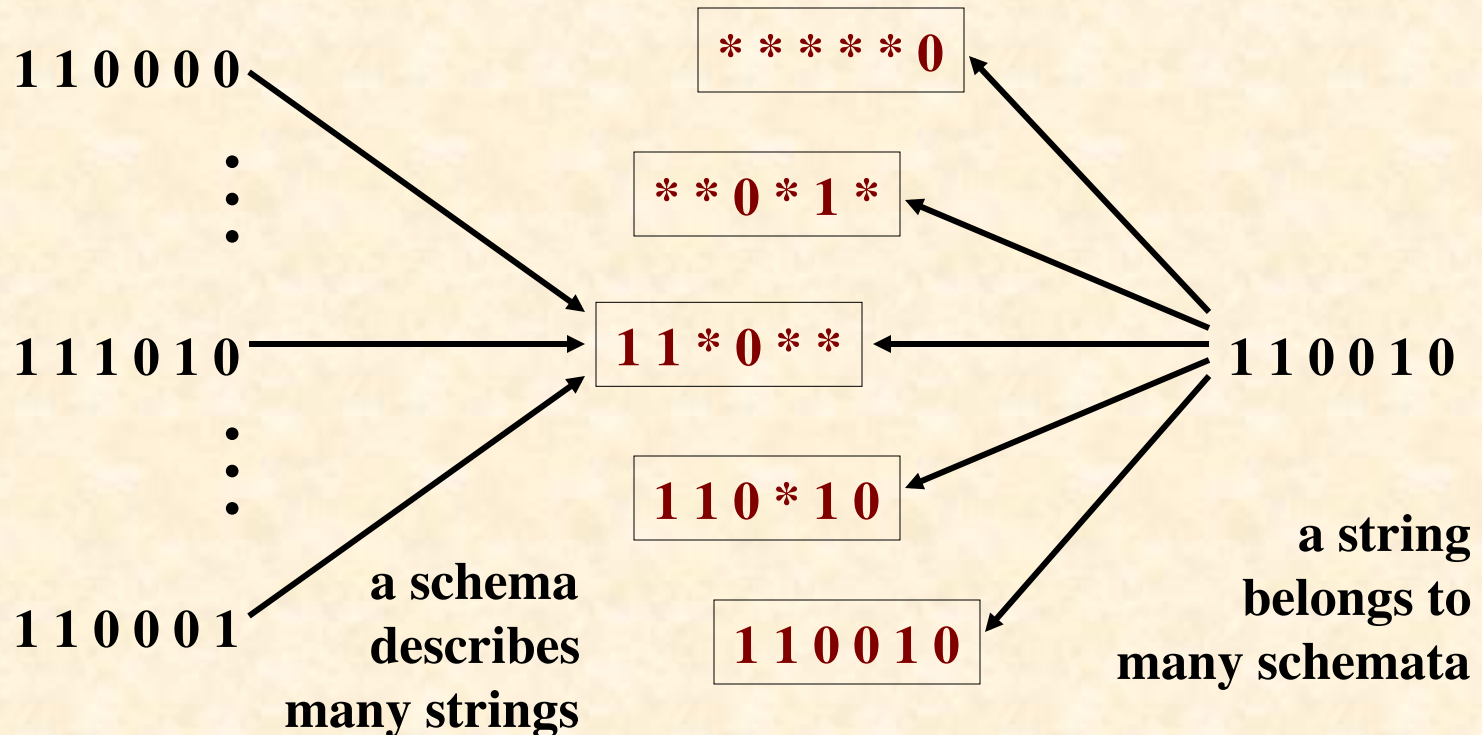 * * * * * 0
1 1 0 0 0 0
* * 0 * 1 *
1 1 * 0 * *
1 1 1 0 1 0
1 1 0 0 1 0
1 1 0 * 1 0
a string
belongs to
many schemata
a schema
describes
many strings
1 1 0 0 0 1
1 1 0 0 1 0